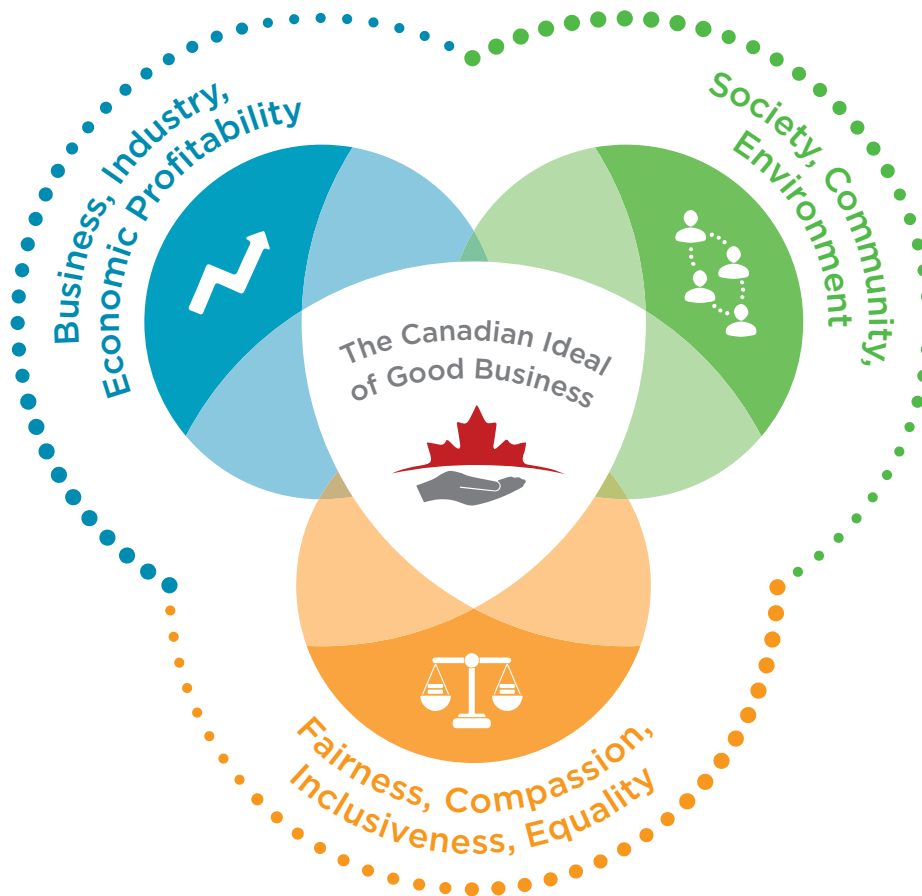 Business, Industry,
Economic Profitability
Society, Community,
Environment
The Canadian Ideal
of Good Business
Fairness, Compassion,
Inclusiveness, Equality